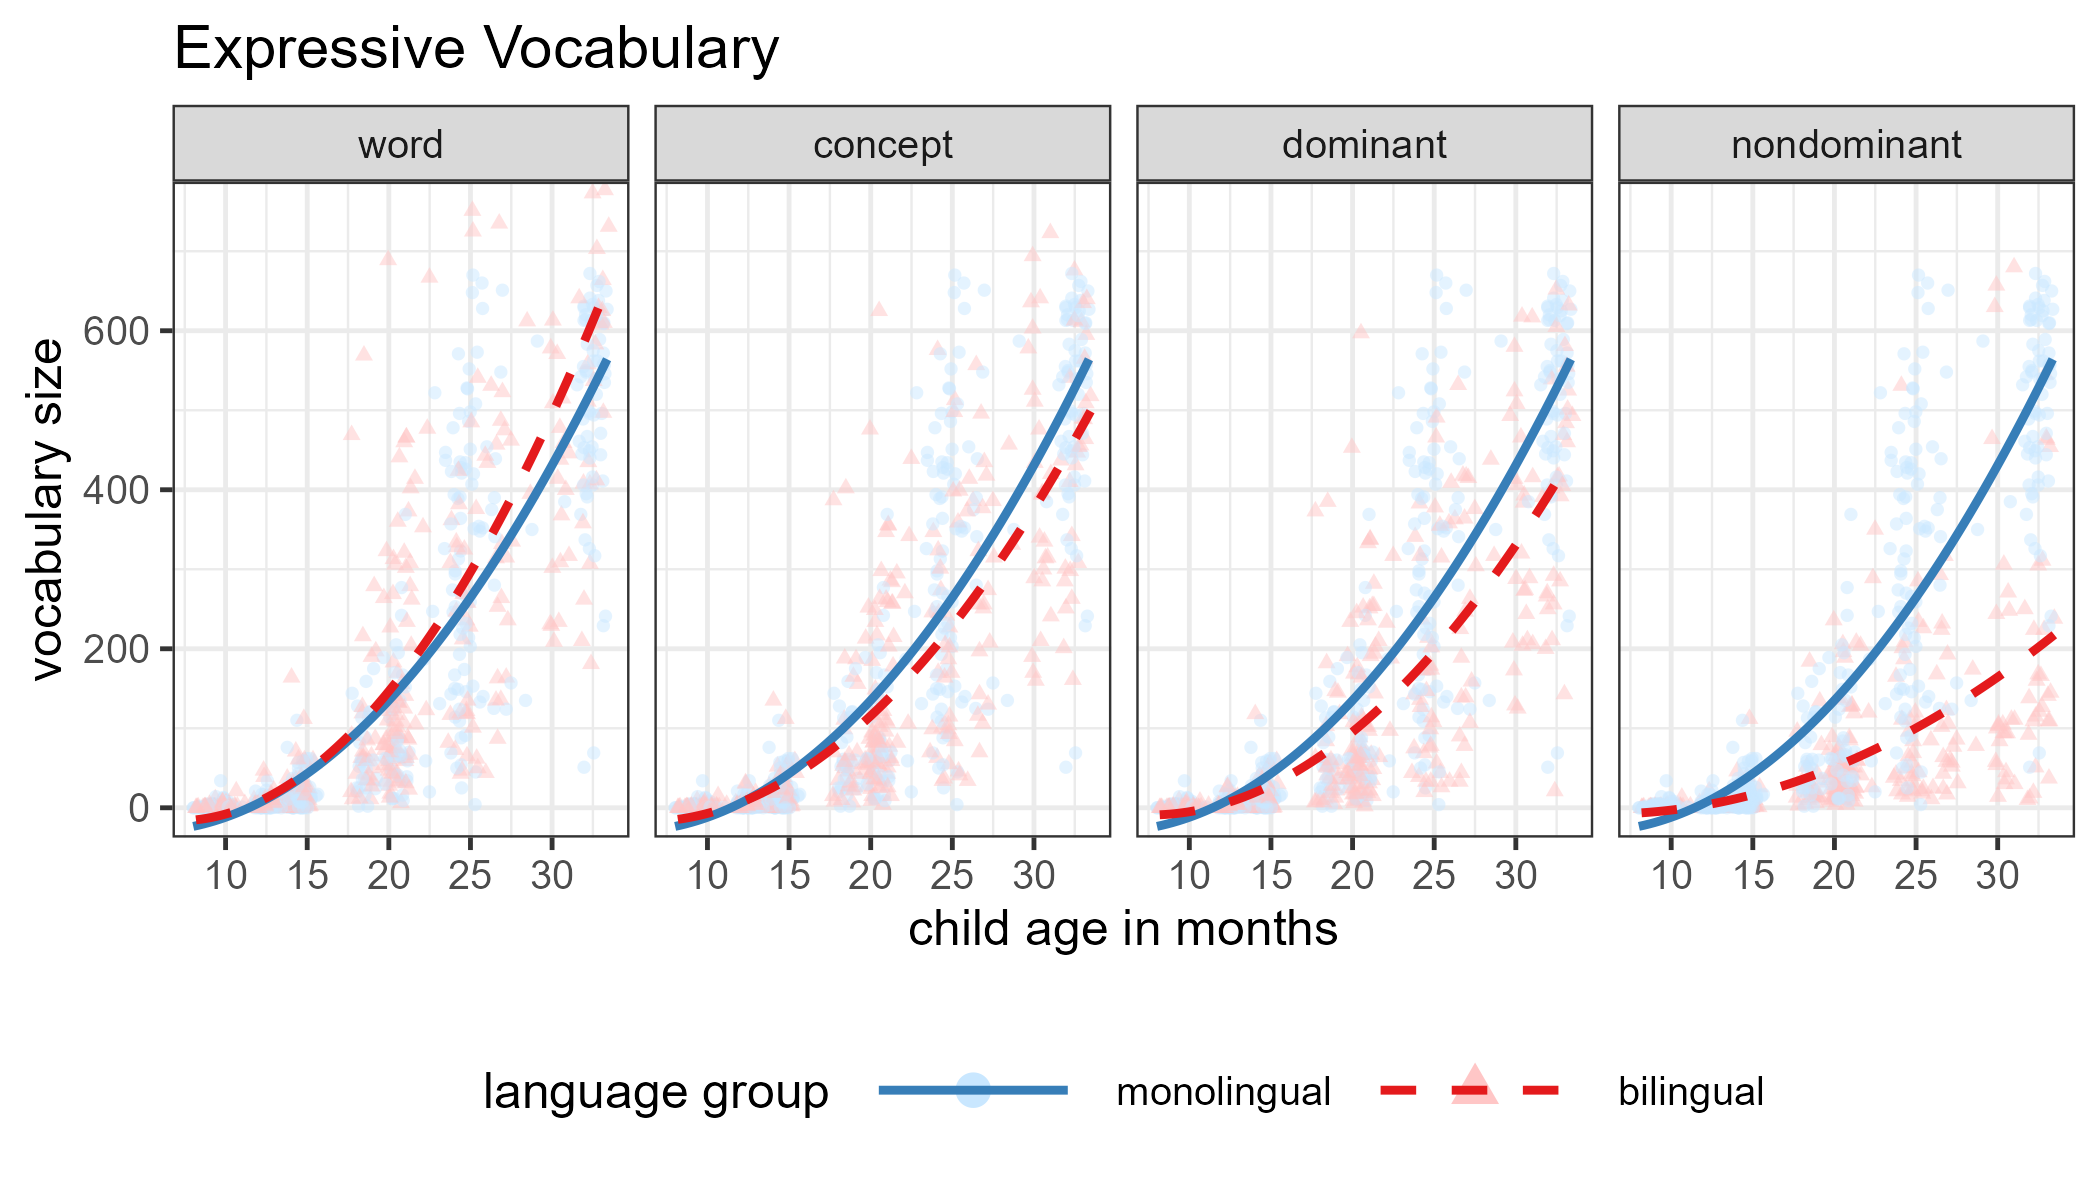 Expressive Vocabulary
word concept dominant nondominant
vocabulary size
600
400
200
0
10 15 20 25 30 10 15 20 25 30 10 15 20 25 30 10 15 20 25 30
child age in months
language group monolingual bilingual